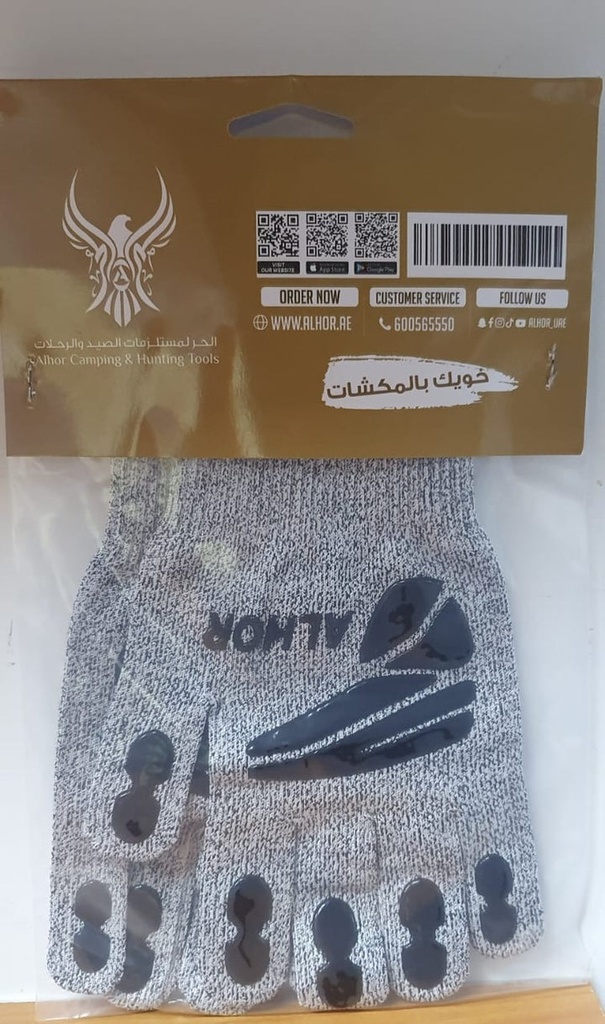 VISIT
OUR WEBSITE
App Store
Google Play
ORDER NOW
CUSTOMER SERVICE
FOLLOW US
WWW.ALHOR.AE
600565550
ALHOR_UAE
الحر لمستلزمات الصيد والرحلات
Alhor Camping & Hunting Tools
خويك بالمكشات
ALHOR